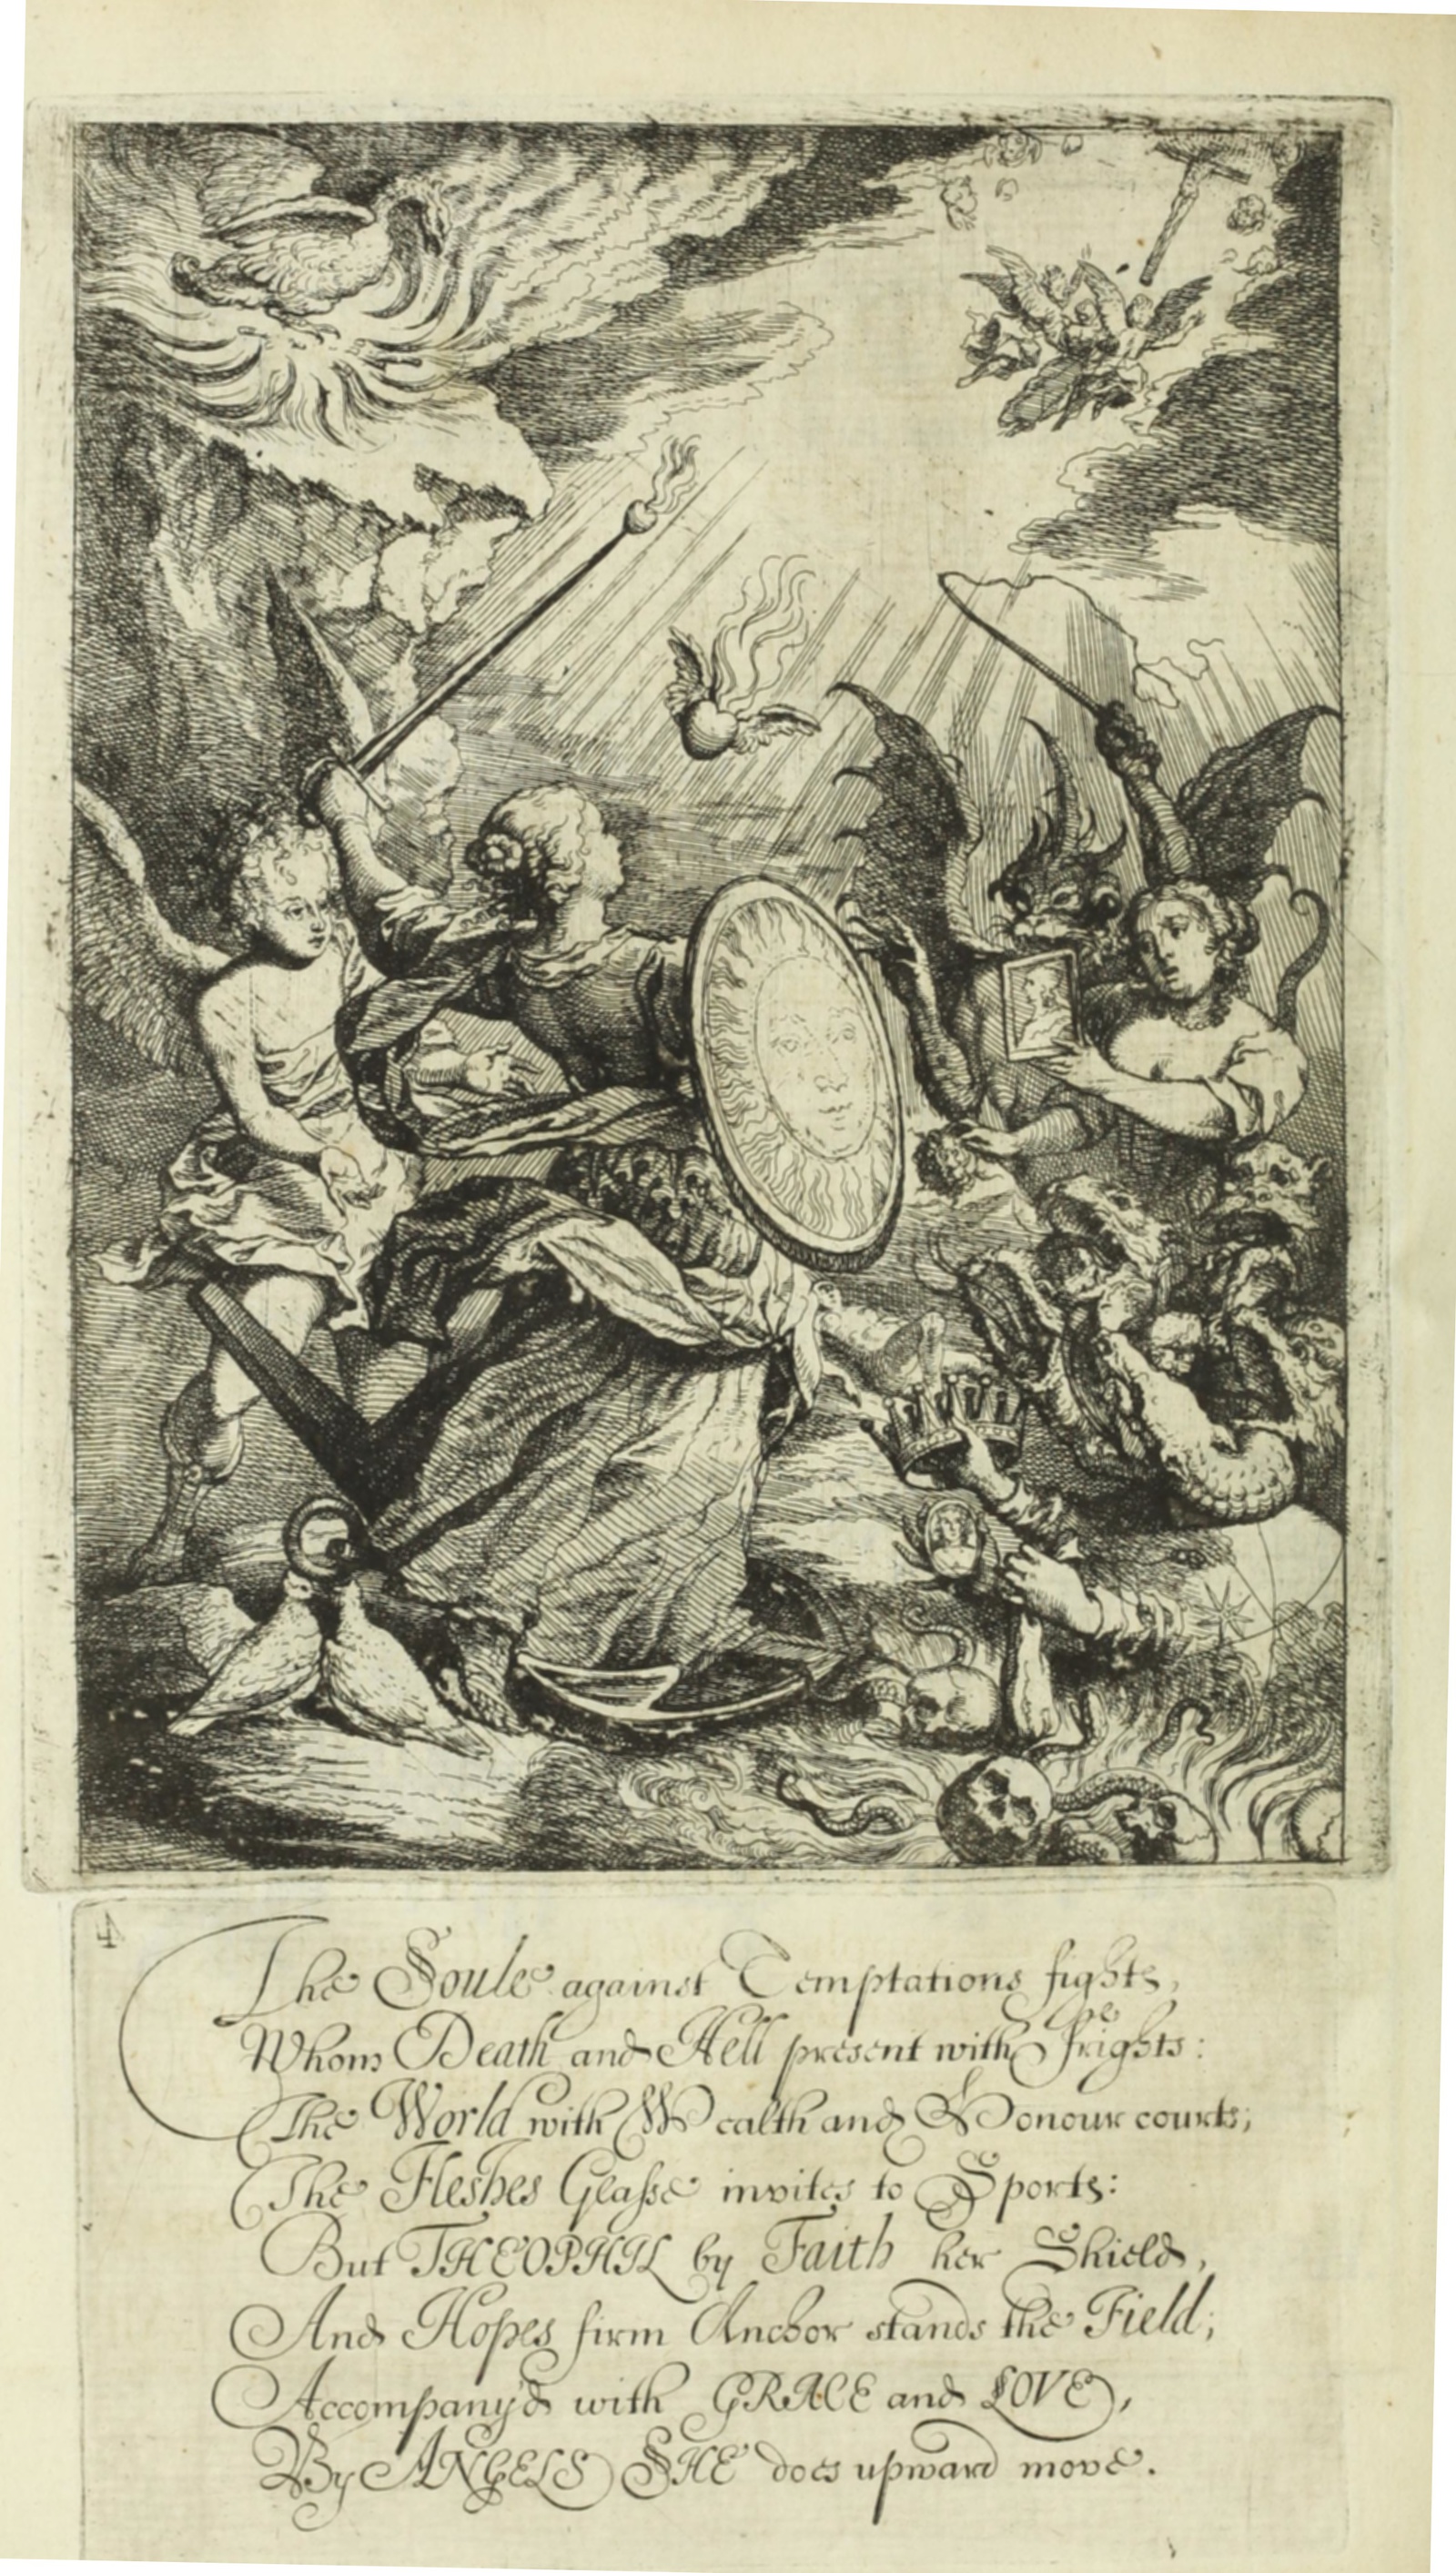 4
The Soule against Temptations fights,
Whom Death and Hell present with frights:
The World with Wealth and Honour courts;
The Fleshes Glasse invites to Sports:
But THEOPHIL by Faith her Shield,
And Hopes firm Anchor stands the Field;
Accompany'd with GRACE and LOVE,
By ANGELS SHE does upward move.